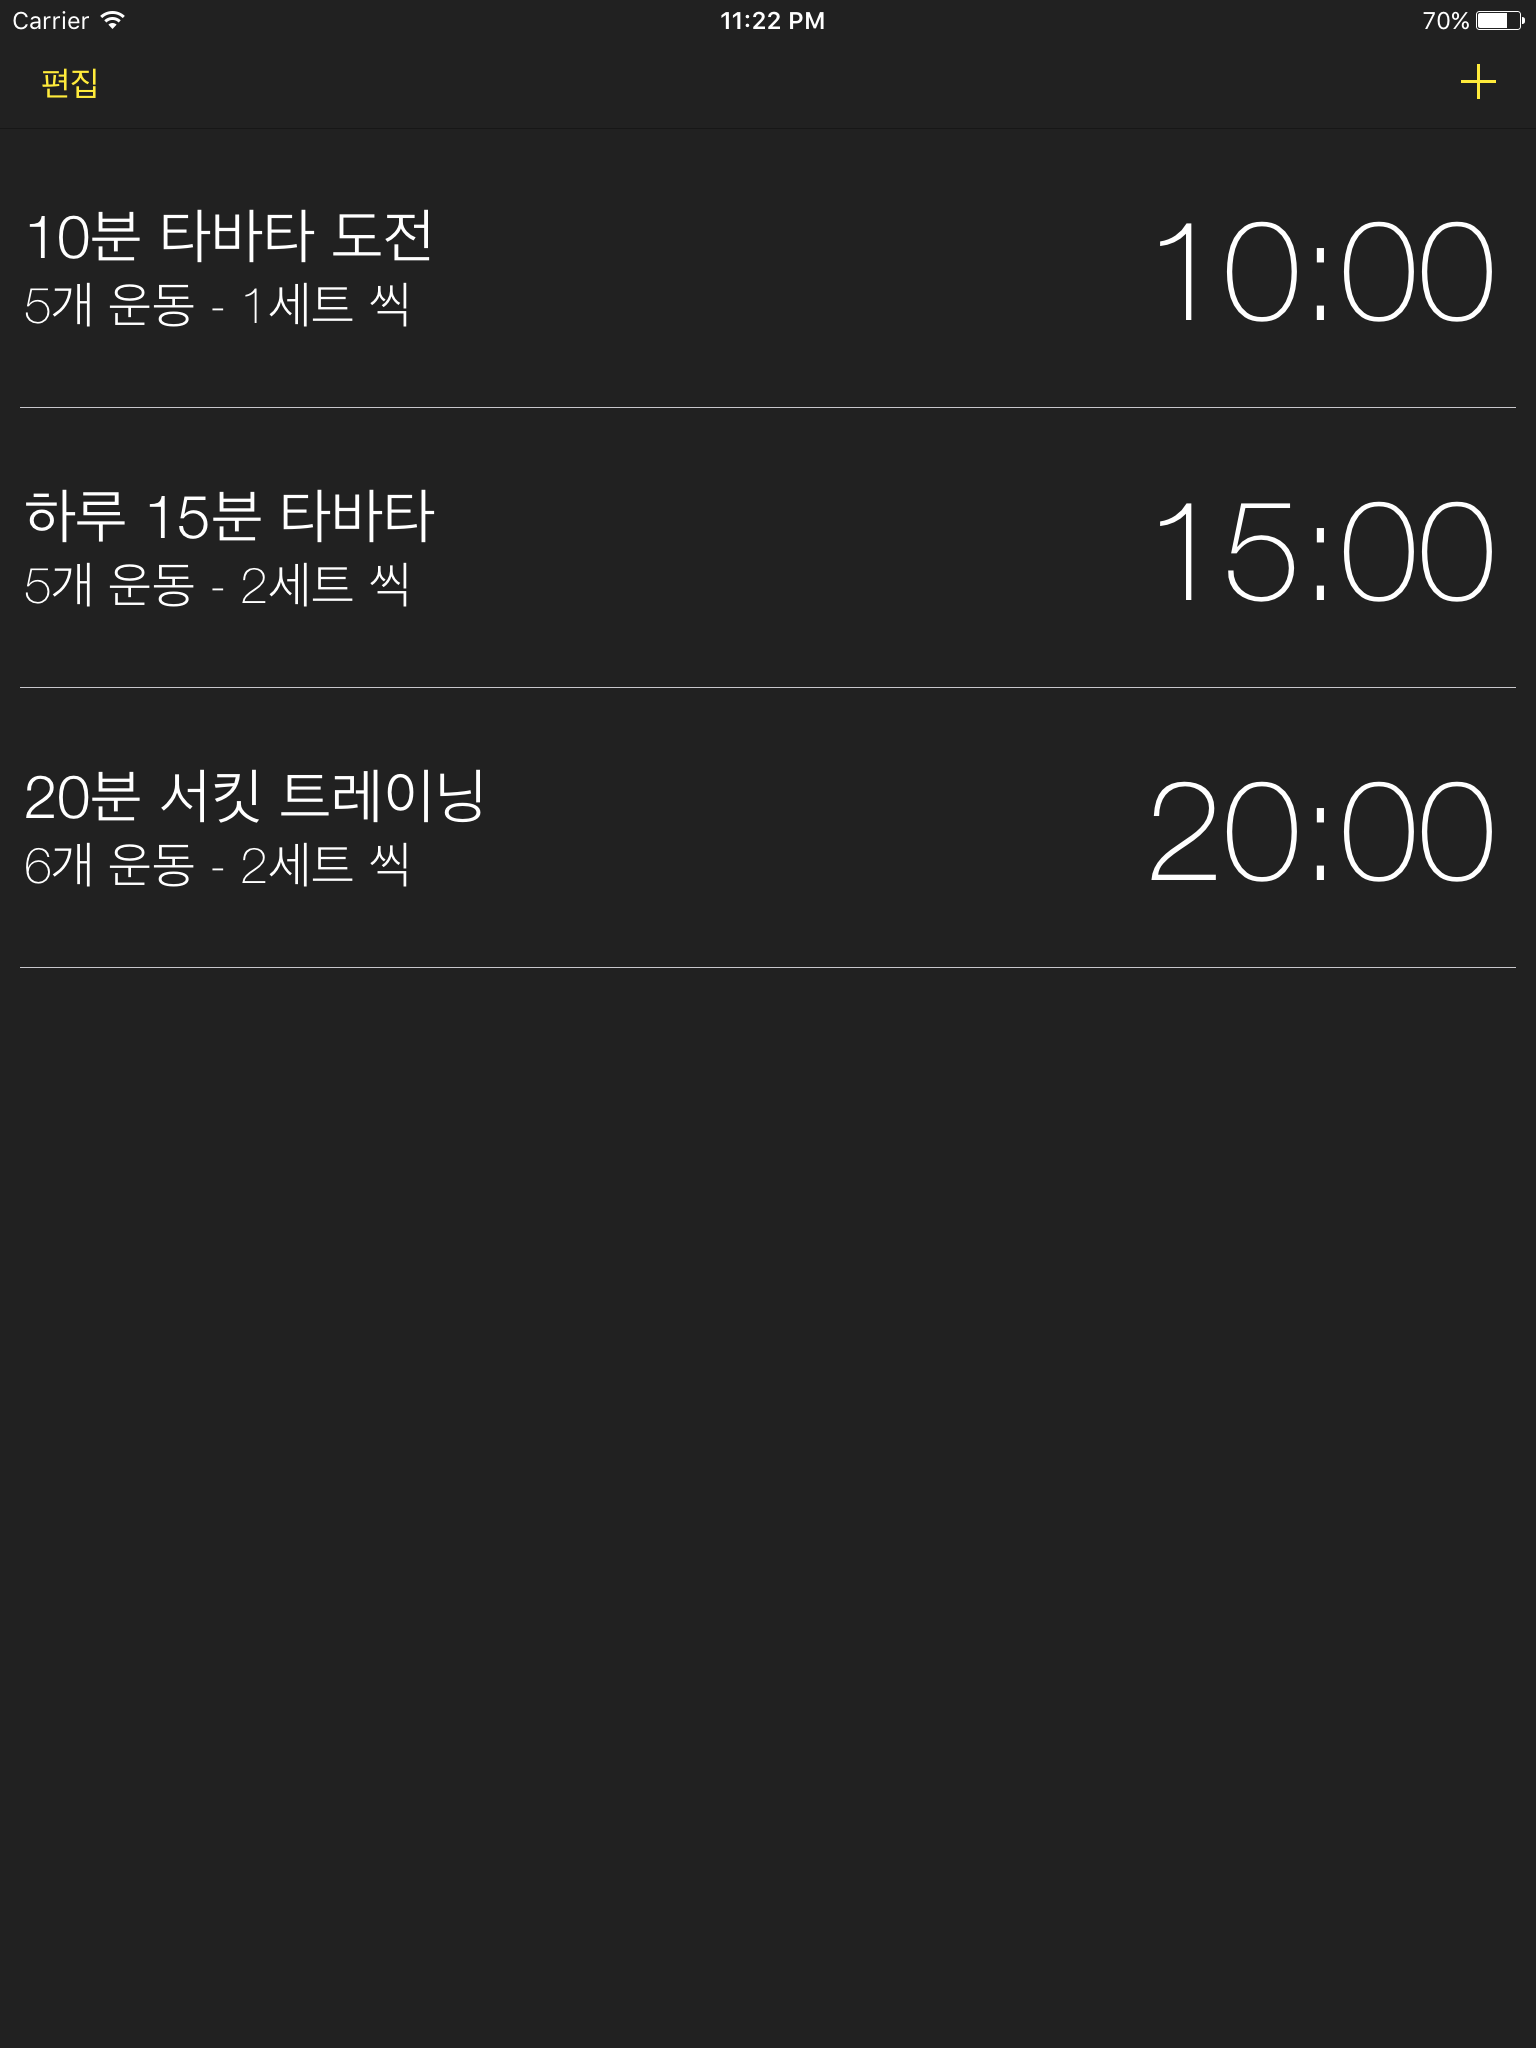 Carrier 11:22 PM 70%
편집
10분 타바타 도전 10:00
5개 운동 - 1세트 씩
하루 15분 타바타 15:00
5개 운동 - 2세트 씩
20분 서킷 트레이닝 20:00
6개 운동 - 2세트 씩